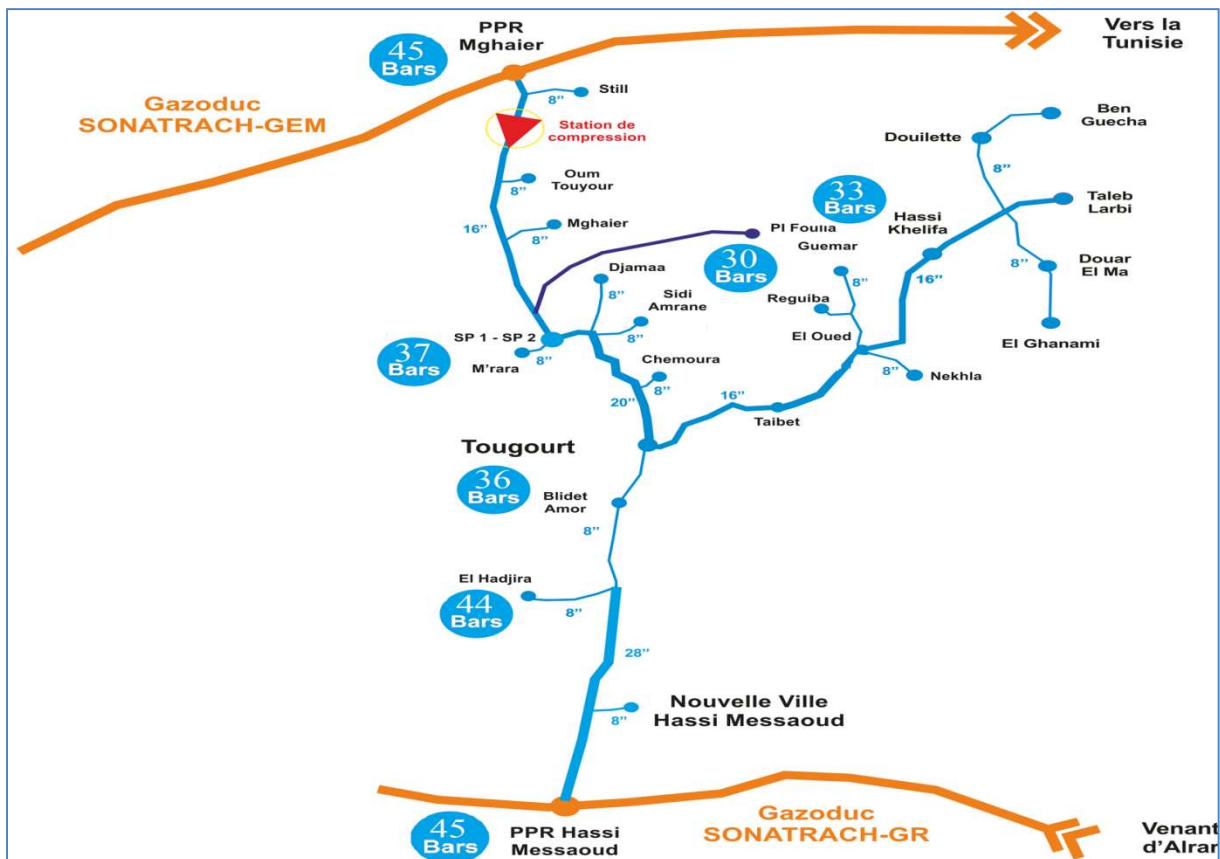 PPR
Mghaier
45
Bars
Vers la
Tunisie
Gazoduc
SONATRACH-GEM
Still
8”
Station de
compression
Ben
Guecha
Douilette
8”
Oum
Touyour
8”
33
Bars
Hassi
Khelifa
Taleb
Larbi
16”
Mghaier
8”
PI Foulia
Guemar
30
Bars
Djamaa
8”
8”
16”
8”
Douar
El Ma
Reguiba
Sidi
Amrane
8”
SP 1 - SP 2
El Oued
El Ghanami
37
Bars
M'rara
8”
Chemoura
8”
8”
Nekhla
20”
16”
Taibet
Tougourt
36
Bars
Blidet
Amor
8”
El Hadjira
44
Bars
8”
28”
Nouvelle Ville
Hassi Messaoud
8”
45
Bars
PPR Hassi
Messaoud
Gazoduc
SONATRACH-GR
Venant
d'Alrar